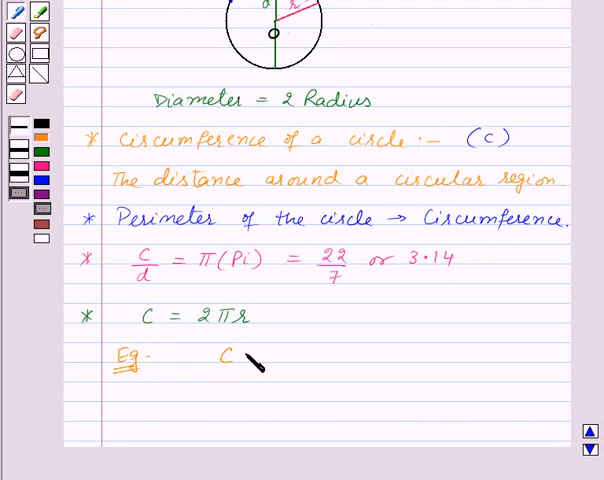 d r
O
Diameter = 2 Radius
* Circumference of a circle :- (C)
The distance around a circular region.
* Perimeter of the circle → Circumference.
* C/d = π (Pi) = 22/7 or 3.14
* C = 2πr
Eg. C